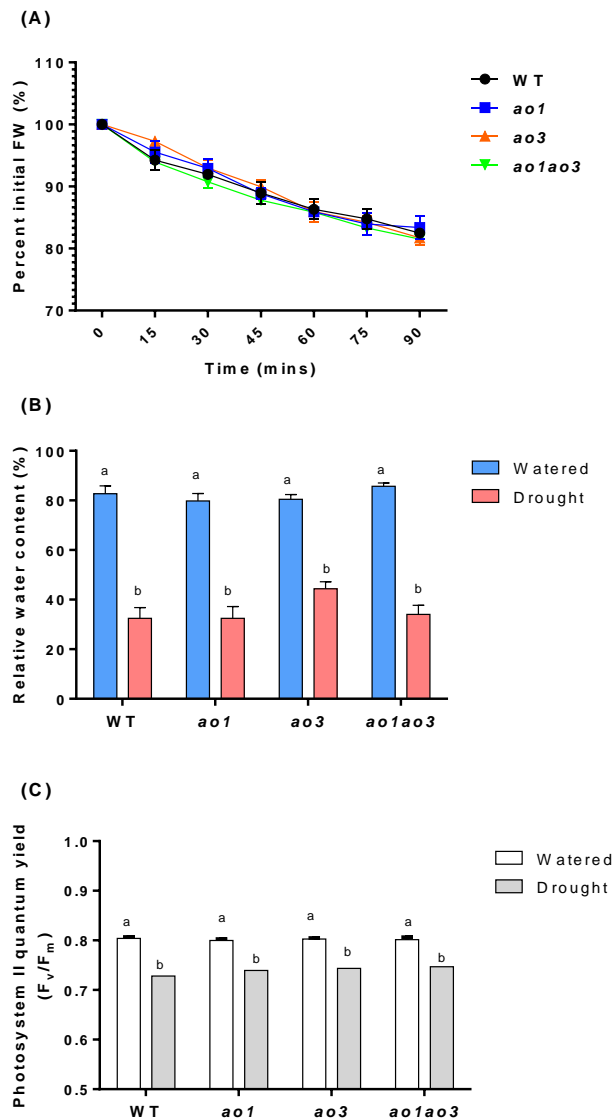 (A)
110
100
90
80
70
Percent initial FW (%)
0 15 30 45 60 75 90
Time (mins)
WT
ao1
ao3
ao1ao3
(B)
100
80
60
40
20
0
Relative water content (%)
a b a b a b a b
WT ao1 ao3 ao1ao3
Watered
Drought
(C)
1.0
0.9
0.8
0.7
0.6
0.5
Photosystem II quantum yield
(Fv/Fm)
a b a b a b a b
WT ao1 ao3 ao1ao3
Watered
Drought